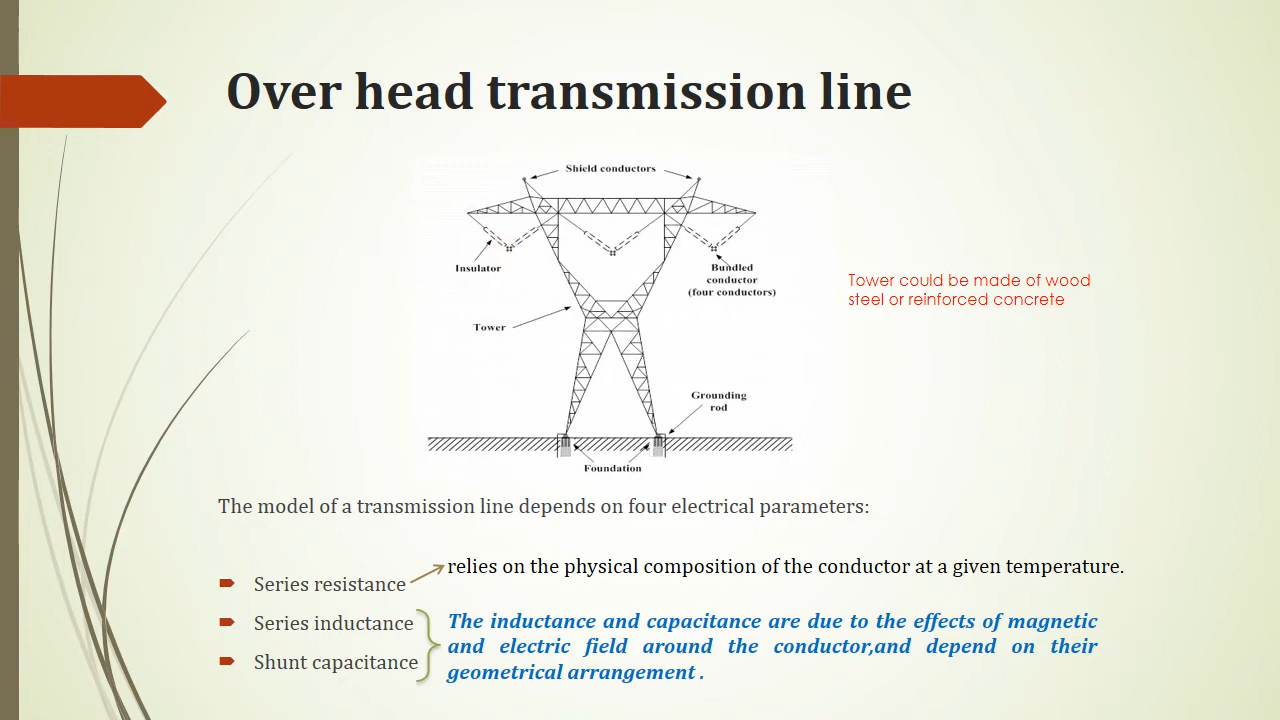 Over head transmission line
Shield conductors
Insulator
Bundled
conductor
(four conductors)
Tower could be made of wood
steel or reinforced concrete
Tower
Grounding
rod
Foundation
The model of a transmission line depends on four electrical parameters:
relies on the physical composition of the conductor at a given temperature.
Series resistance
Series inductance
Shunt capacitance
The inductance and capacitance are due to the effects of magnetic
and electric field around the conductor,and depend on their
geometrical arrangement .